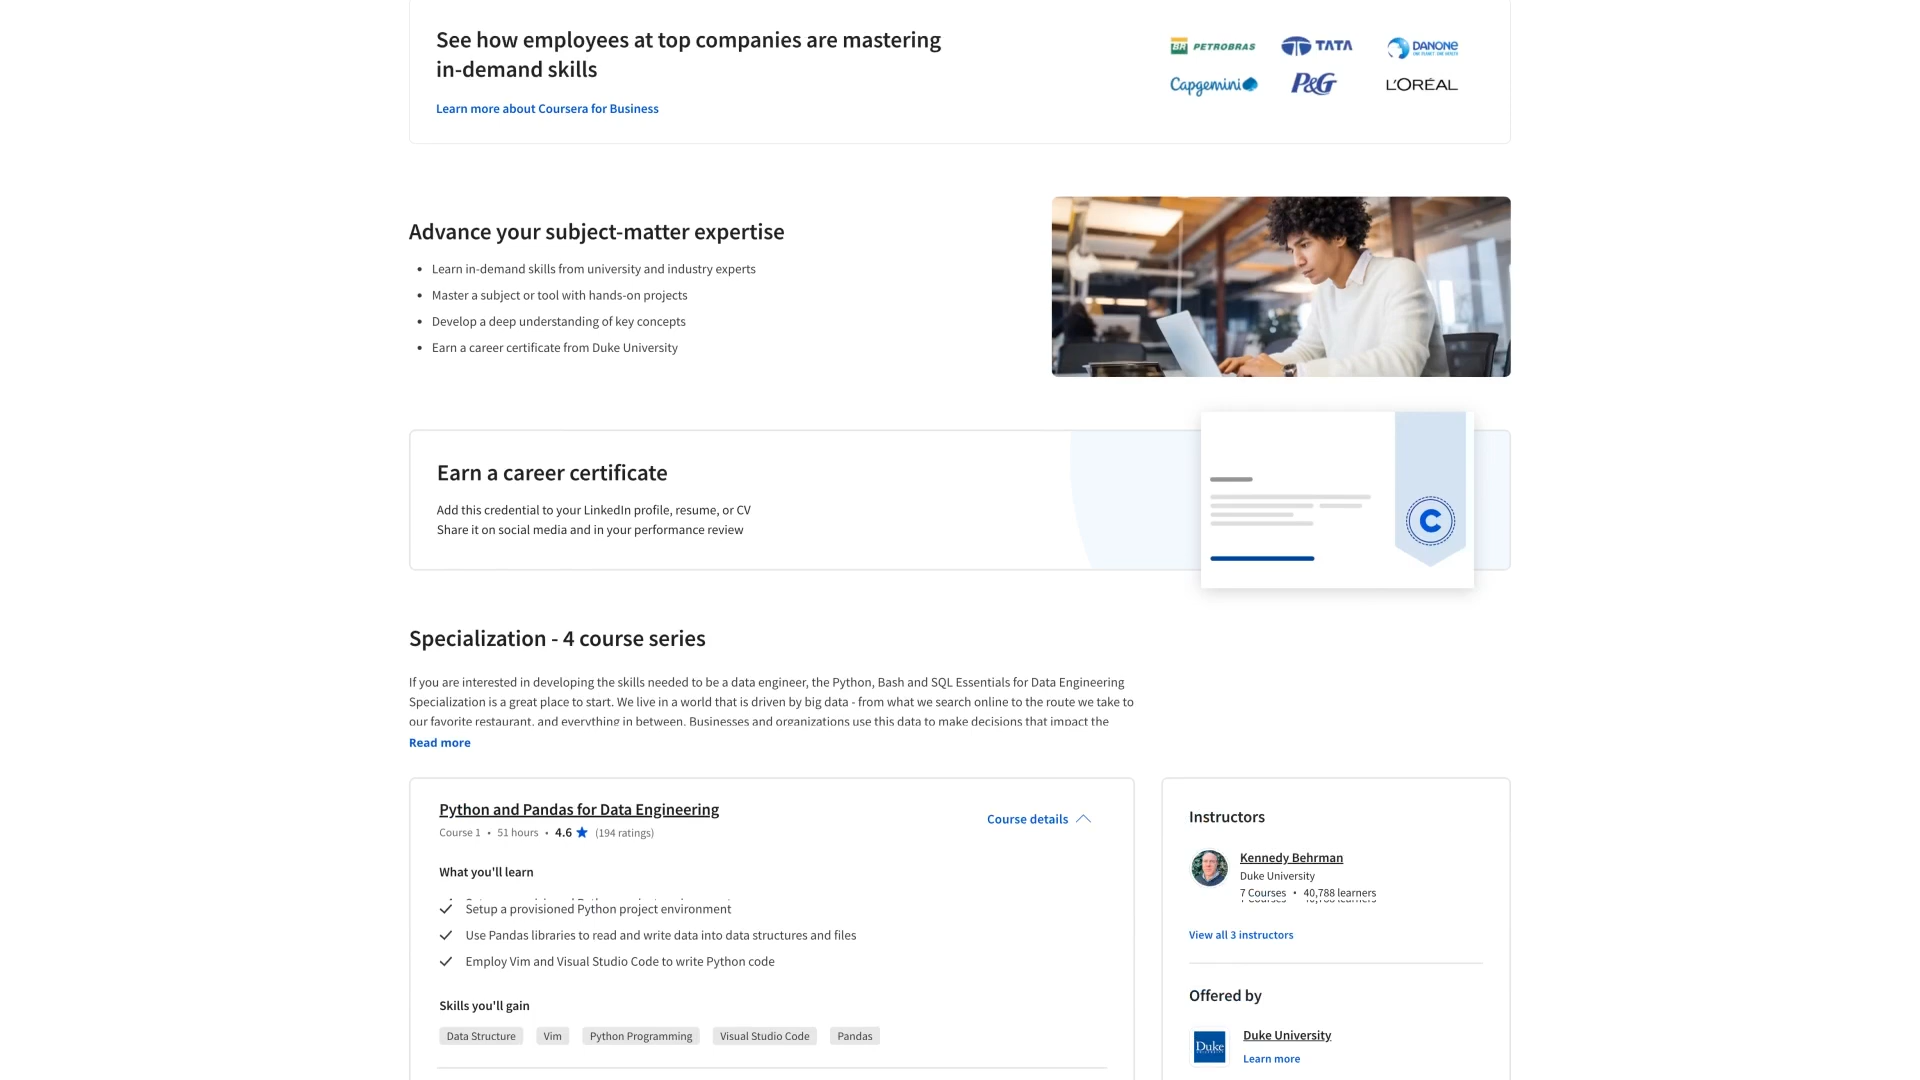 See how employees at top companies are mastering
in-demand skills
Learn more about Coursera for Business
BR PETROBRAS
TATA
DANONE
ONE PLANET. ONE HEALTH
Capgemini
P&G
L'ORÉAL
Advance your subject-matter expertise
Learn in-demand skills from university and industry experts
Master a subject or tool with hands-on projects
Develop a deep understanding of key concepts
Earn a career certificate from Duke University
Earn a career certificate
Add this credential to your LinkedIn profile, resume, or CV
Share it on social media and in your performance review
C
Specialization - 4 course series
If you are interested in developing the skills needed to be a data engineer, the Python, Bash and SQL Essentials for Data Engineering
Specialization is a great place to start. We live in a world that is driven by big data - from what we search online to the route we take to
our favorite restaurant, and everything in between. Businesses and organizations use this data to make decisions that impact the
Read more
Python and Pandas for Data Engineering
Course 1 • 51 hours • 4.6 ★ (194 ratings)
Course details
What you'll learn
Setup a provisioned Python project environment
Use Pandas libraries to read and write data into data structures and files
Employ Vim and Visual Studio Code to write Python code
Skills you'll gain
Data Structure
Vim
Python Programming
Visual Studio Code
Pandas
Instructors
Kennedy Behrman
Duke University
7 Courses • 40,788 learners
View all 3 instructors
Offered by
Duke
Duke University
Learn more